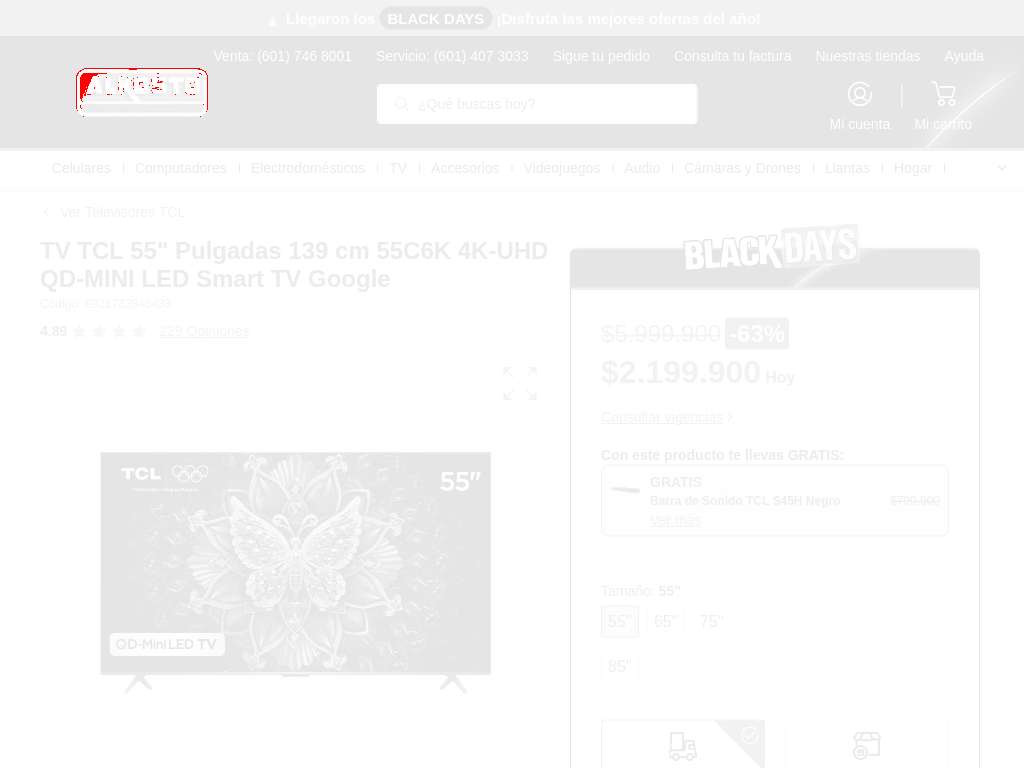 Llegaron los BLACK DAYS ¡Disfruta las mejores ofertas del año!
Venta: (601) 746 8001 Servicio: (601) 407 3033 Sigue tu pedido Consulta tu factura Nuestras tiendas Ayuda
ALKOSTO
¿Qué buscas hoy?
Mi cuenta Mi carrito
Celulares Computadores Electrodomésticos TV Accesorios Videojuegos Audio Cámaras y Drones Llantas Hogar
Ver Televisores TCL
TV TCL 55" Pulgadas 139 cm 55C6K 4K-UHD
QD-MINI LED Smart TV Google
Código: 6921732848433
4.89 229 Opiniones
TCL
55”
QD-Mini LED TV
BLACK DAYS
$5.999.900 -63%
$2.199.900 Hoy
Consultar vigencias
Con este producto te llevas GRATIS:
GRATIS
Barra de Sonido TCL S45H Negro $799.900
Ver más
Tamaño: 55"
55" 65" 75"
85"